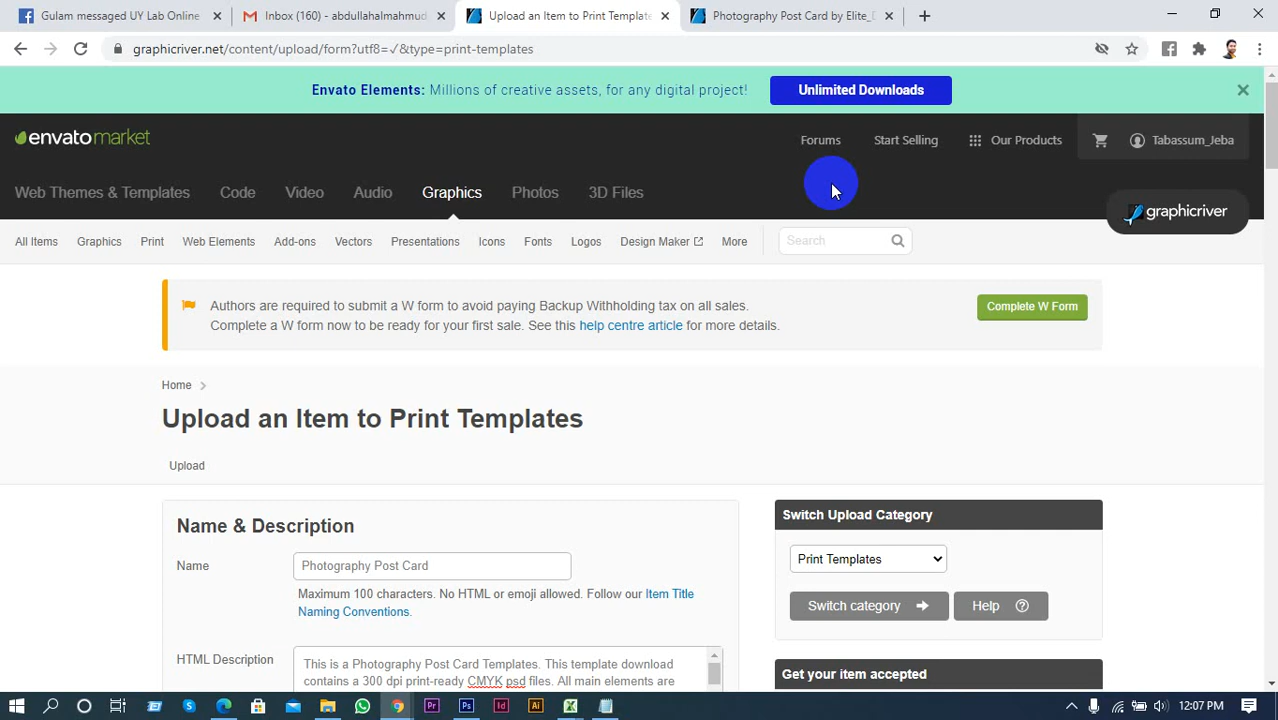 Gulam messaged UY Lab Online
Inbox (160) - abdullahalmahmud
Upload an Item to Print Template
Photography Post Card by Elite_D
graphicriver.net/content/upload/form?utf8=✓/&type=print-templates
Envato Elements: Millions of creative assets, for any digital project!
Unlimited Downloads
envato market
Forums
Start Selling
Our Products
Tabassum_Jeba
Web Themes & Templates
Code
Video
Audio
Graphics
Photos
3D Files
graphicriver
All Items
Graphics
Print
Web Elements
Add-ons
Vectors
Presentations
Icons
Fonts
Logos
Design Maker
More
Search
Authors are required to submit a W form to avoid paying Backup Withholding tax on all sales.
Complete a W form now to be ready for your first sale. See this help centre article for more details.
Complete W Form
Home
Upload an Item to Print Templates
Upload
Name & Description
Name
Photography Post Card
Maximum 100 characters. No HTML or emoji allowed. Follow our Item Title
Naming Conventions.
HTML Description
This is a Photography Post Card Templates. This template download
contains a 300 dpi print-ready CMYK psd files. All main elements are
Switch Upload Category
Print Templates
Switch category
Help
Get your item accepted
Pr
Ps
Id
Ai
12:07 PM